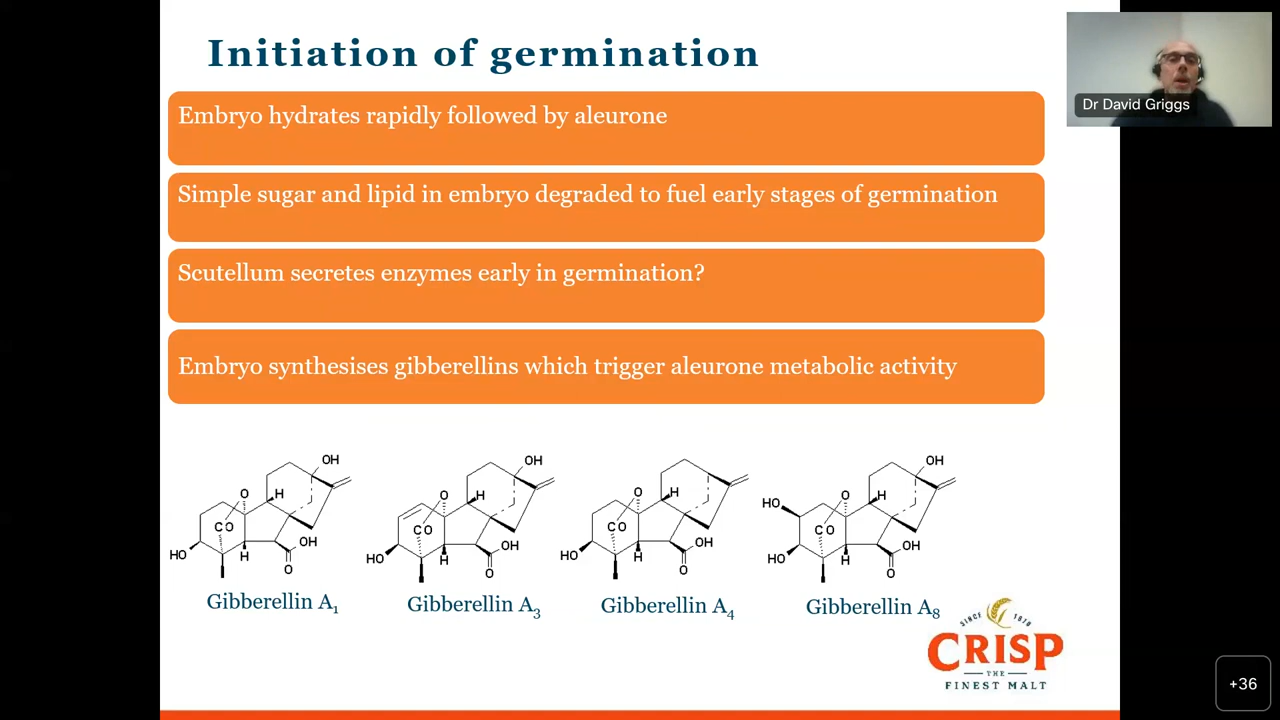 Initiation of germination
Dr David Griggs
Embryo hydrates rapidly followed by aleurone
Simple sugar and lipid in embryo degraded to fuel early stages of germination
Scutellum secretes enzymes early in germination?
Embryo synthesises gibberellins which trigger aleurone metabolic activity
OH
O
H
CO
HO
H
OH
O
Gibberellin A₁
OH
O
H
CO
HO
H
OH
O
Gibberellin A₃
O
H
CO
HO
H
OH
O
Gibberellin A₄
OH
HO
O
H
CO
HO
H
OH
O
Gibberellin A₈
SINCE 1870
CRISP
THE
FINEST MALT
+36